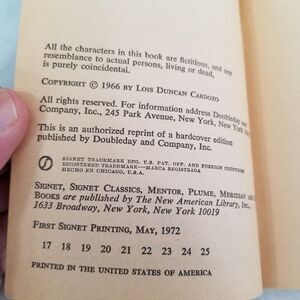 All the characters in this book are fictitious, and any
resemblance to actual persons, living or dead,
is purely coincidental.
COPYRIGHT © 1966 BY LOIS DUNCAN CARDOZO
All rights reserved. For information address Doubleday and
Company, Inc., 245 Park Avenue, New York, New York
This is an authorized reprint of a hardcover edition
published by Doubleday and Company, Inc.
SIGNET TRADEMARK REG. U.S. PAT. OFF. AND FOREIGN COUNTRIES
REGISTERED TRADEMARK—MARCA REGISTRADA
HECHO EN CHICAGO, U.S.A.
SIGNET, SIGNET CLASSICS, MENTOR, PLUME, MERIDIAN
BOOKS are published by The New American Library, Inc.,
1633 Broadway, New York, New York 10019
FIRST SIGNET PRINTING, MAY, 1972
17 18 19 20 21 22 23 24 25
PRINTED IN THE UNITED STATES OF AMERICA